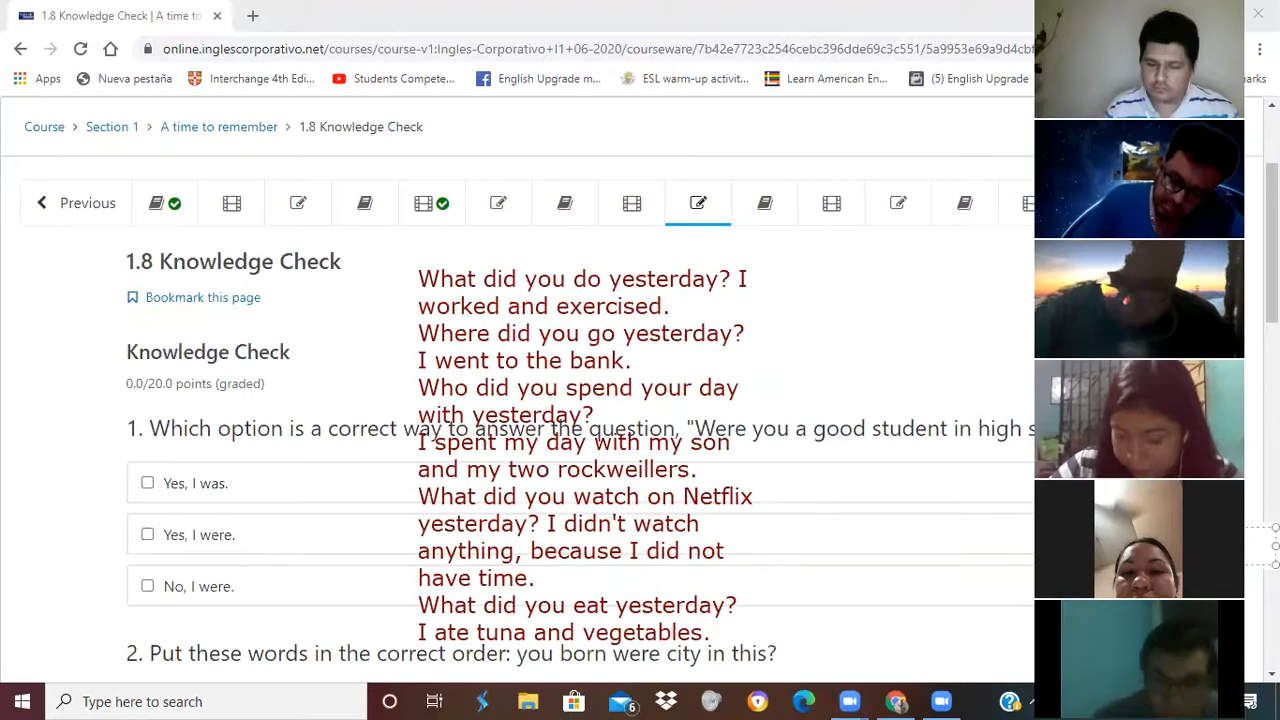 1.8 Knowledge Check | A time to
online.inglescorporativo.net/courses/course-v1:Ingles-Corporativo+I1+06-2020/courseware/7b42e7723c2546cebc396dde69c3c551/5a9953e69a9d4cbf
Apps Nueva pestaña Interchange 4th Edi... Students Compete... English Upgrade m... ESL warm-up activit... Learn American En... (5) English Upgrade
Course > Section 1 > A time to remember > 1.8 Knowledge Check
Previous
1.8 Knowledge Check
Bookmark this page
Knowledge Check
0.0/20.0 points (graded)
What did you do yesterday? I
worked and exercised.
Where did you go yesterday?
I went to the bank.
Who did you spend your day
with yesterday?
I spent my day with my son
and my two rockweillers.
What did you watch on Netflix
yesterday? I didn't watch
anything, because I did not
have time.
What did you eat yesterday?
I ate tuna and vegetables.
1. Which option is a correct way to answer the question, "Were you a good student in high s
Yes, I was.
Yes, I were.
No, I were.
2. Put these words in the correct order: you born were city in this?
Type here to search
6